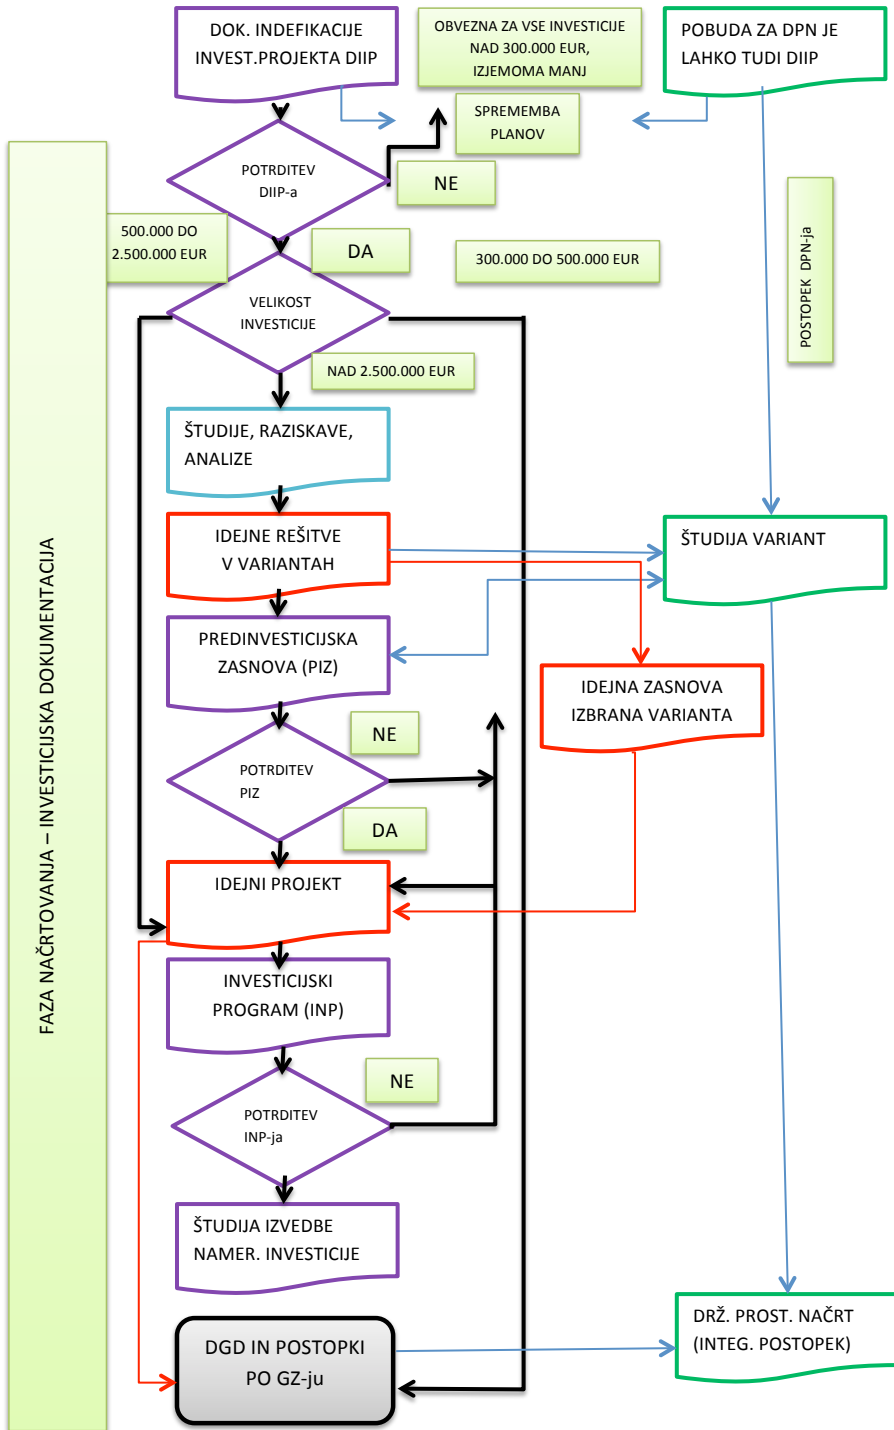 DOK. INDEFIKACIJE
INVEST.PROJEKTA DIIP
OBVEZNA ZA VSE INVESTICIJE
NAD 300.000 EUR,
IZJEMOMA MANJ
POBUDA ZA DPN JE
LAHKO TUDI DIIP
SPREMEMBA
PLANOV
POTRDITEV
DIIP-a
NE
500.000 DO
2.500.000 EUR
DA
300.000 DO 500.000 EUR
POSTOPEK DPN-ja
VELIKOST
INVESTICIJE
NAD 2.500.000 EUR
ŠTUDIJE, RAZISKAVE,
ANALIZE
IDEJNE REŠITVE
V VARIANTAH
ŠTUDIJA VARIANT
PREDINVESTICIJSKA
ZASNOVA (PIZ)
IDEJNA ZASNOVA
IZBRANA VARIANTA
NE
POTRDITEV
PIZ
DA
FAZA NAČRTOVANJA – INVESTICIJSKA DOKUMENTACIJA
IDEJNI PROJEKT
INVESTICIJSKI
PROGRAM (INP)
NE
POTRDITEV
INP-ja
ŠTUDIJA IZVEDBE
NAMER. INVESTICIJE
DRŽ. PROST. NAČRT
(INTEG. POSTOPEK)
DGD IN POSTOPKI
PO GZ-ju